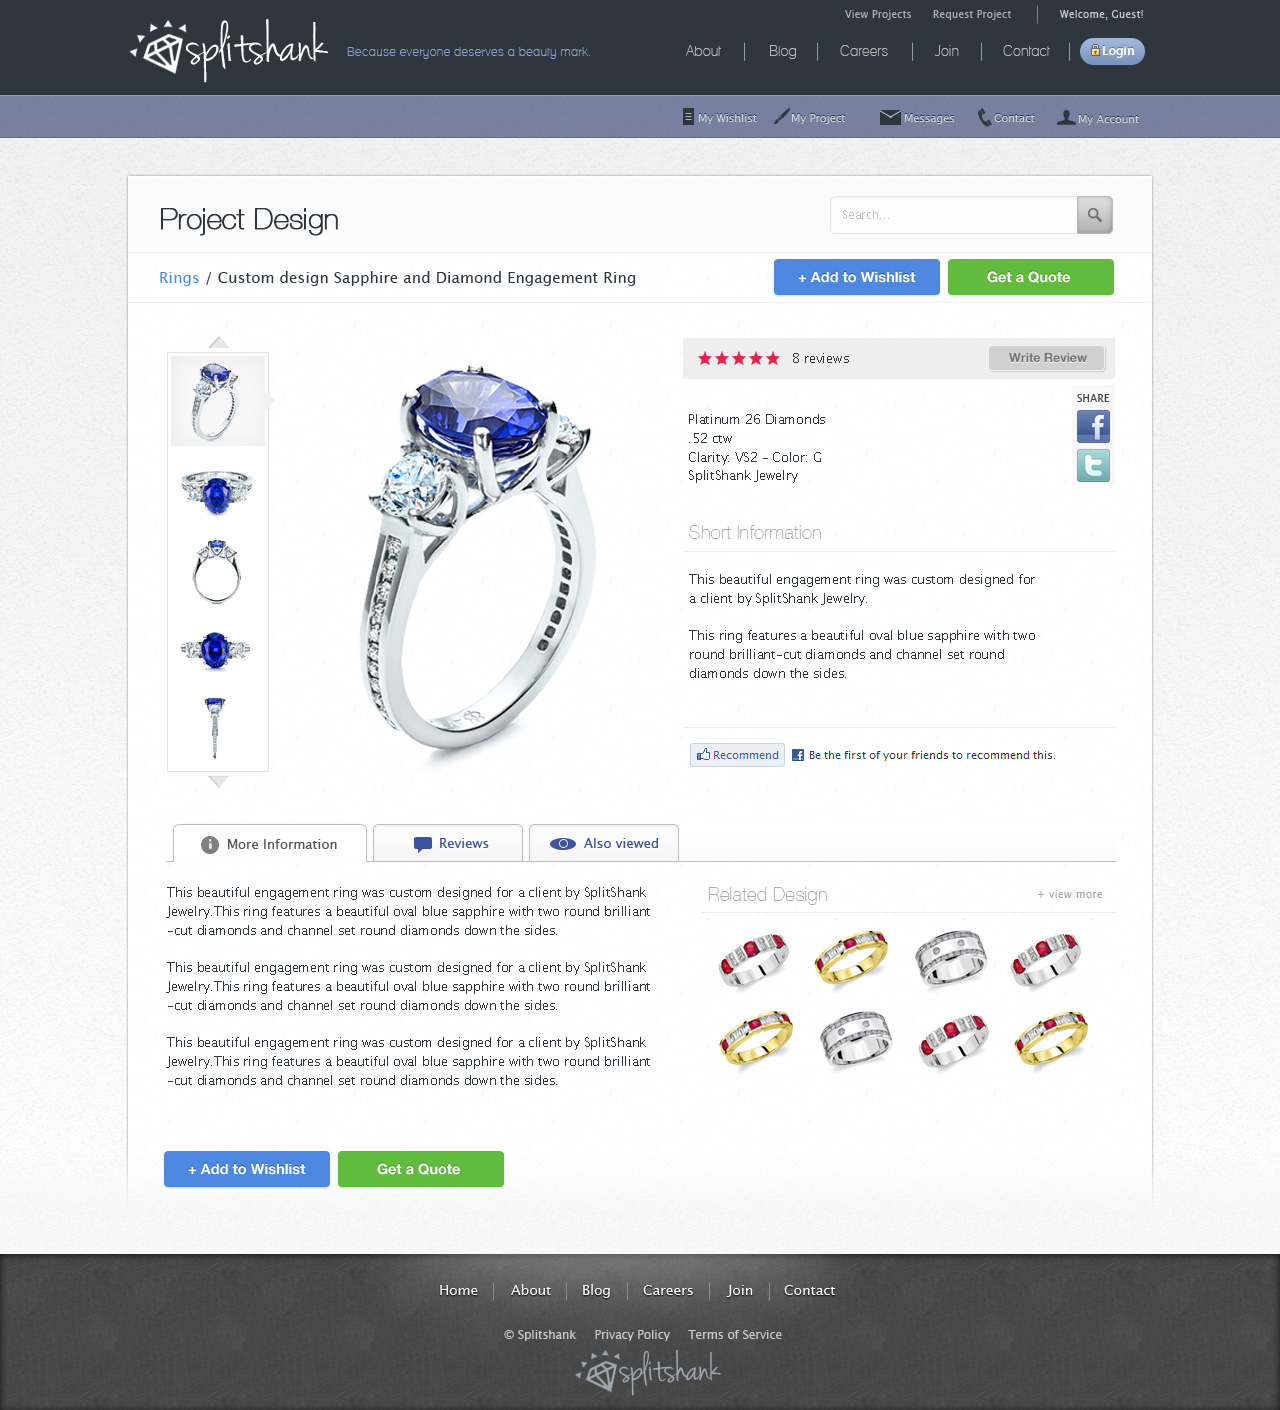 View Projects
Request Project
Welcome, Guest!
splitshank
Because everyone deserves a beauty mark.
About
Blog
Careers
Join
Contact
Login
My Wishlist
My Project
Messages
Contact
My Account
Project Design
Search...
Rings / Custom design Sapphire and Diamond Engagement Ring
+ Add to Wishlist
Get a Quote
8 reviews
Write Review
SHARE
Platinum 26 Diamonds
.52 ctw
Clarity: VS2 - Color: G
SplitShank Jewelry
Short Information
This beautiful engagement ring was custom designed for
a client by SplitShank Jewelry.
This ring features a beautiful oval blue sapphire with two
round brilliant-cut diamonds and channel set round
diamonds down the sides.
Recommend
Be the first of your friends to recommend this.
More Information
Reviews
Also viewed
This beautiful engagement ring was custom designed for a client by SplitShank
Jewelry.This ring features a beautiful oval blue sapphire with two round brilliant
-cut diamonds and channel set round diamonds down the sides.
This beautiful engagement ring was custom designed for a client by SplitShank
Jewelry.This ring features a beautiful oval blue sapphire with two round brilliant
-cut diamonds and channel set round diamonds down the sides.
This beautiful engagement ring was custom designed for a client by SplitShank
Jewelry.This ring features a beautiful oval blue sapphire with two round brilliant
-cut diamonds and channel set round diamonds down the sides.
Related Design
+ view more
+ Add to Wishlist
Get a Quote
Home
About
Blog
Careers
Join
Contact
© Splitshank
Privacy Policy
Terms of Service
splitshank